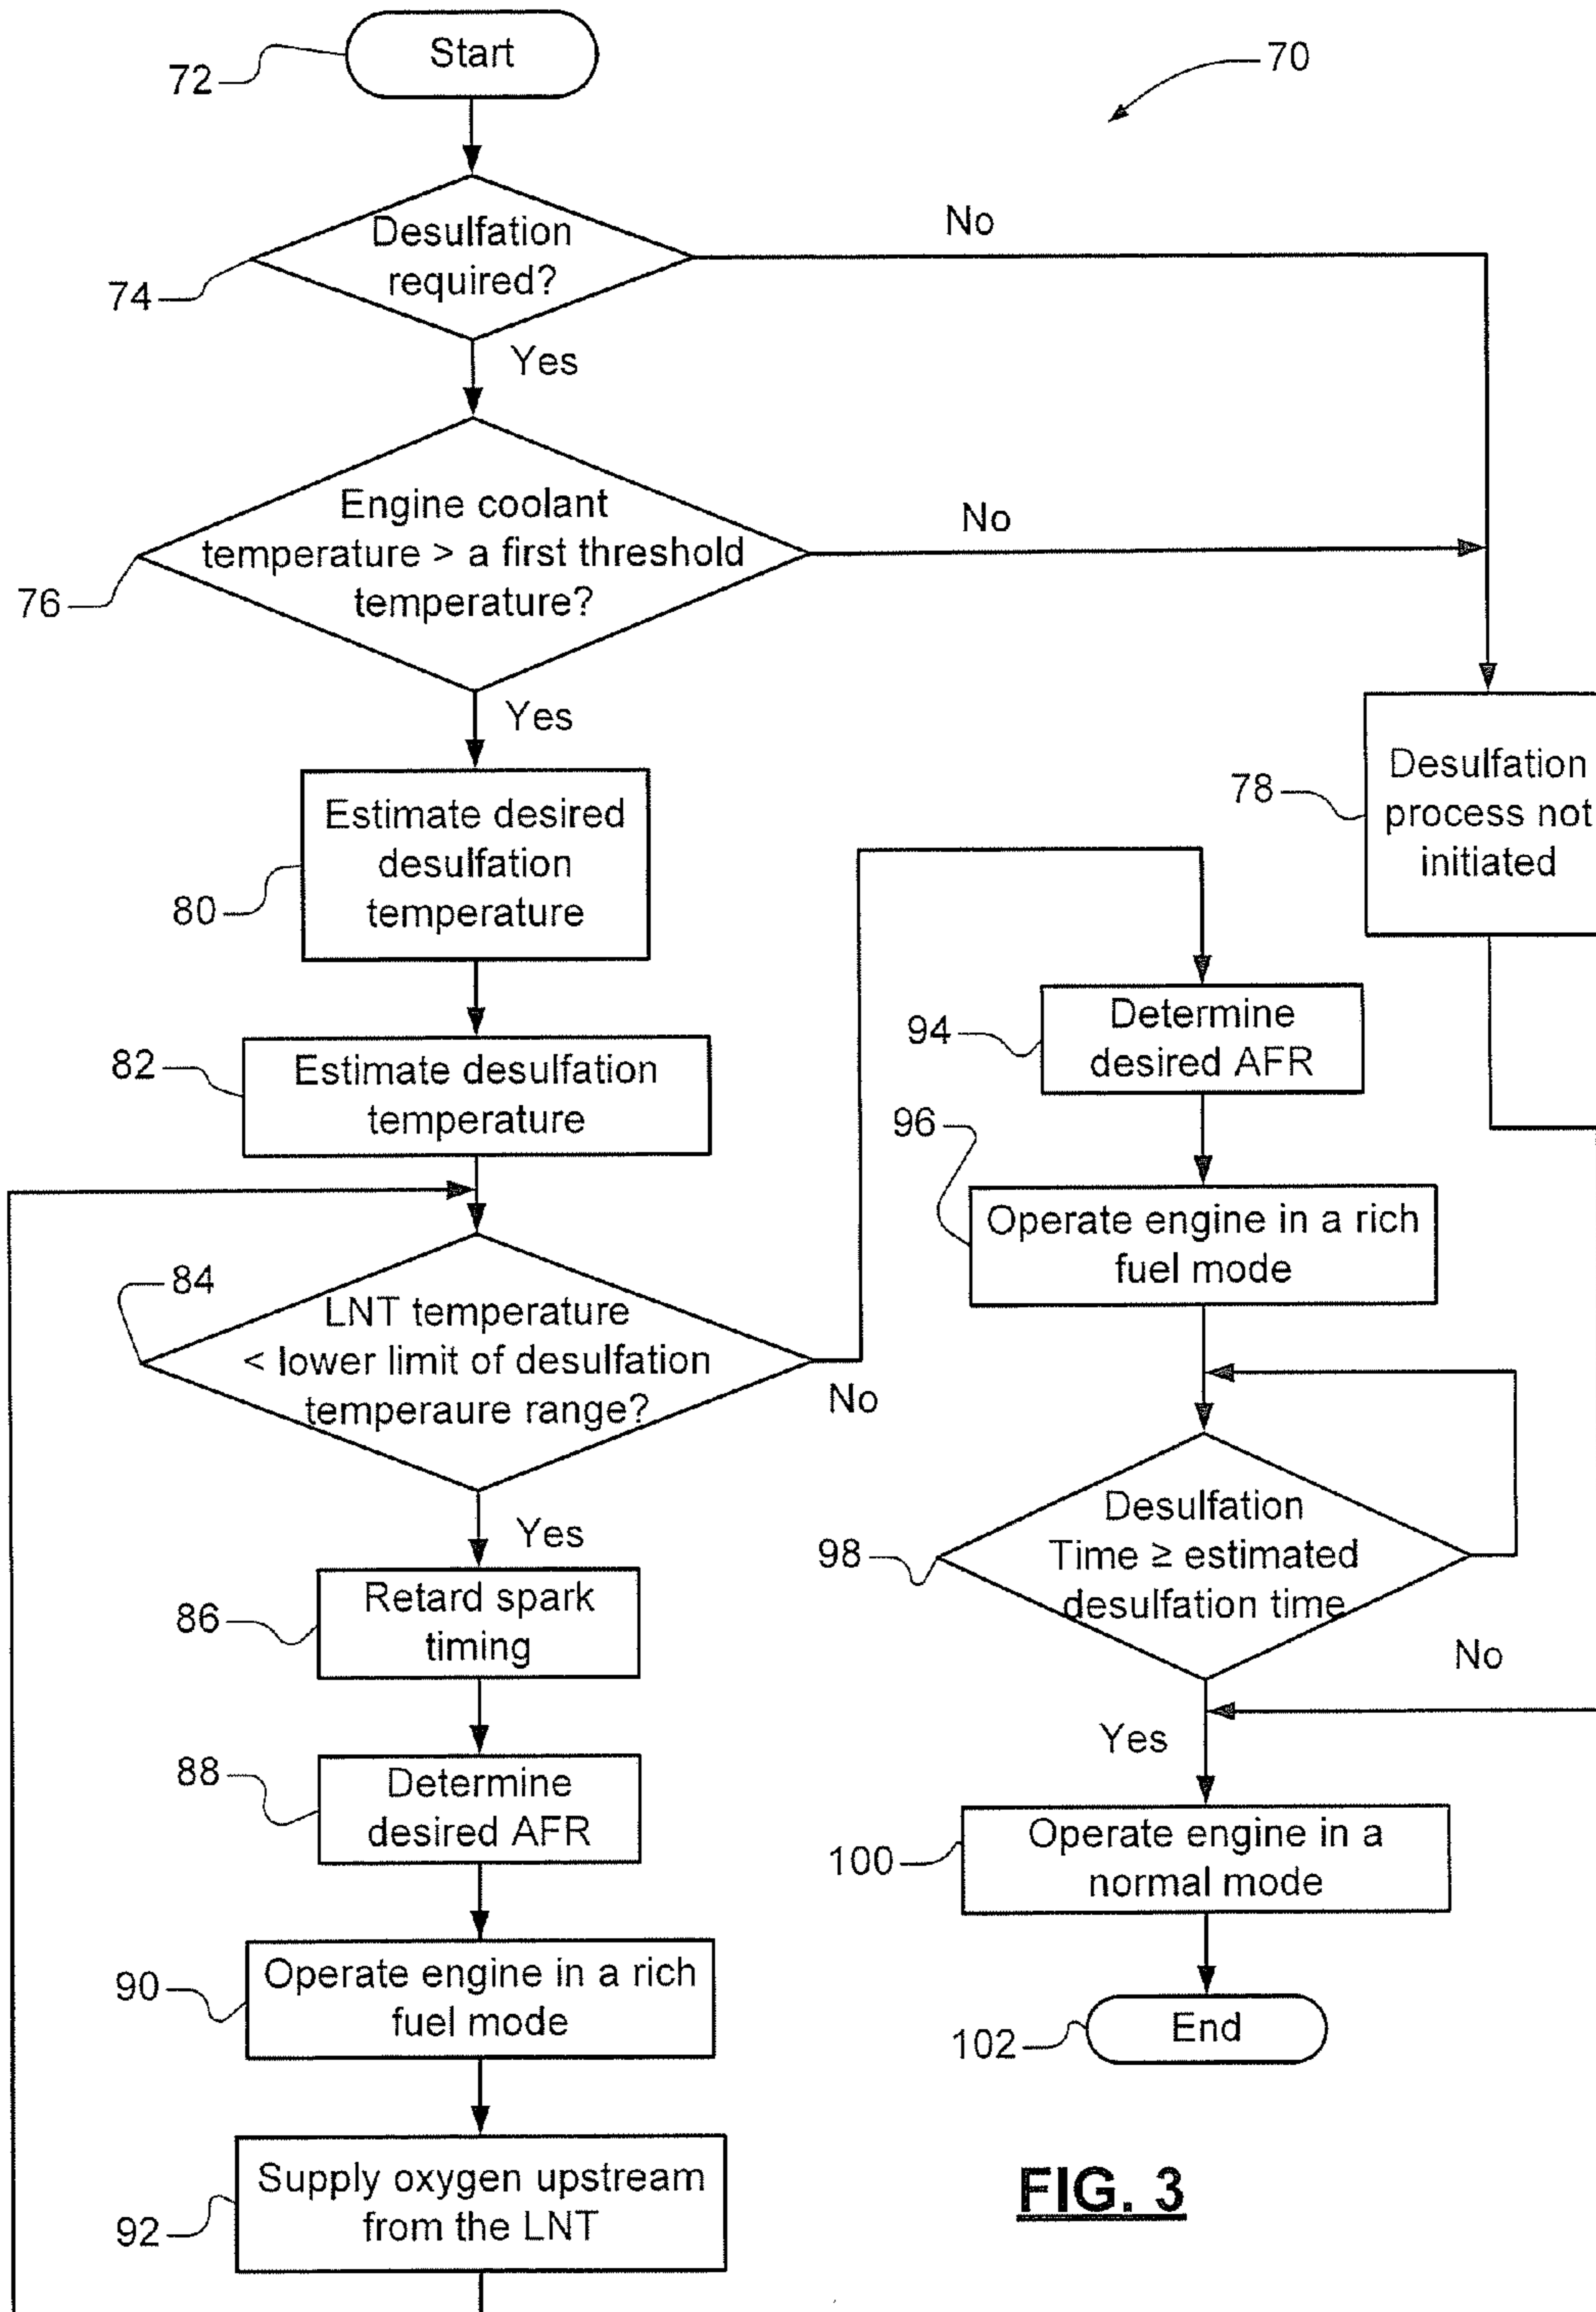 Start
72
70
Desulfation
required?
No
74
Yes
Engine coolant
temperature > a first threshold
temperature?
No
76
Yes
Desulfation
process not
initiated
78
Estimate desired
desulfation
temperature
80
Determine
desired AFR
94
Estimate desulfation
temperature
82
96
Operate engine in a rich
fuel mode
84
LNT temperature
< lower limit of desulfation
temperaure range?
No
Yes
Desulfation
Time ≥ estimated
desulfation time
98
No
Yes
Retard spark
timing
86
Determine
desired AFR
88
Operate engine in a
normal mode
100
Operate engine in a rich
fuel mode
90
End
102
Supply oxygen upstream
from the LNT
92
FIG. 3